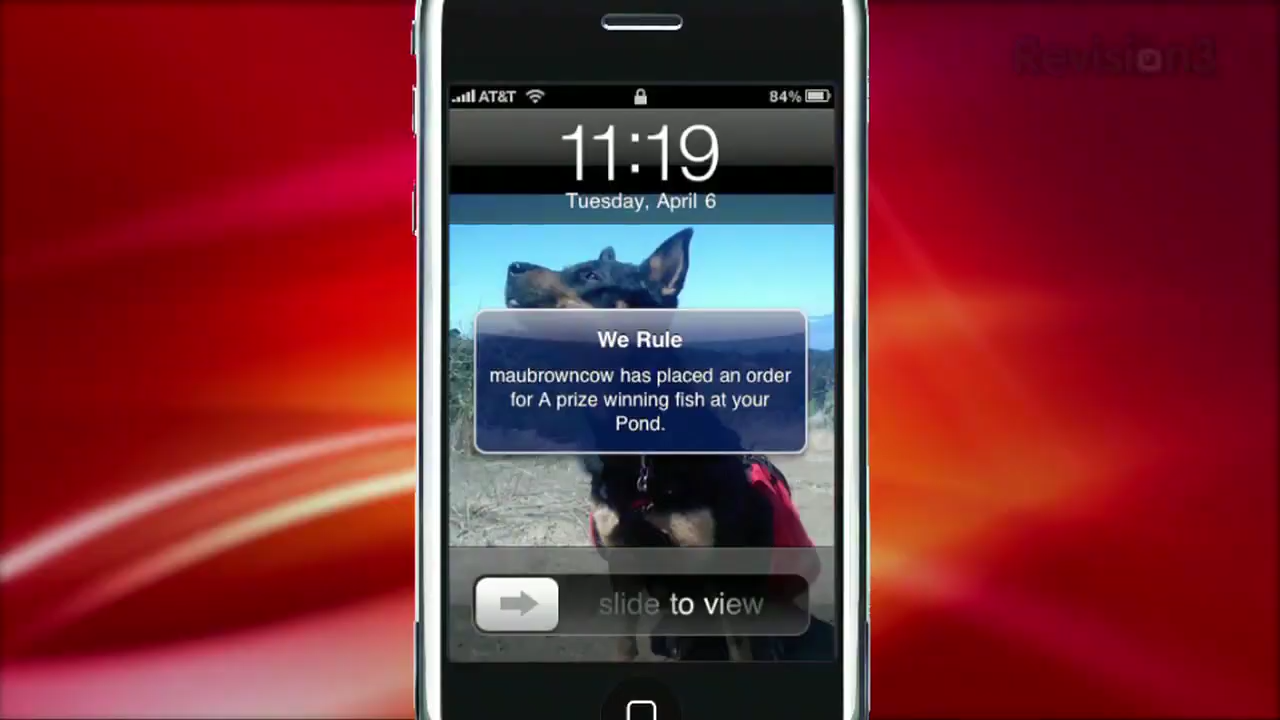 Revision3
AT&T
84%
11:19
Tuesday, April 6
We Rule
maubrowncow has placed an order
for A prize winning fish at your
Pond.
slide to view